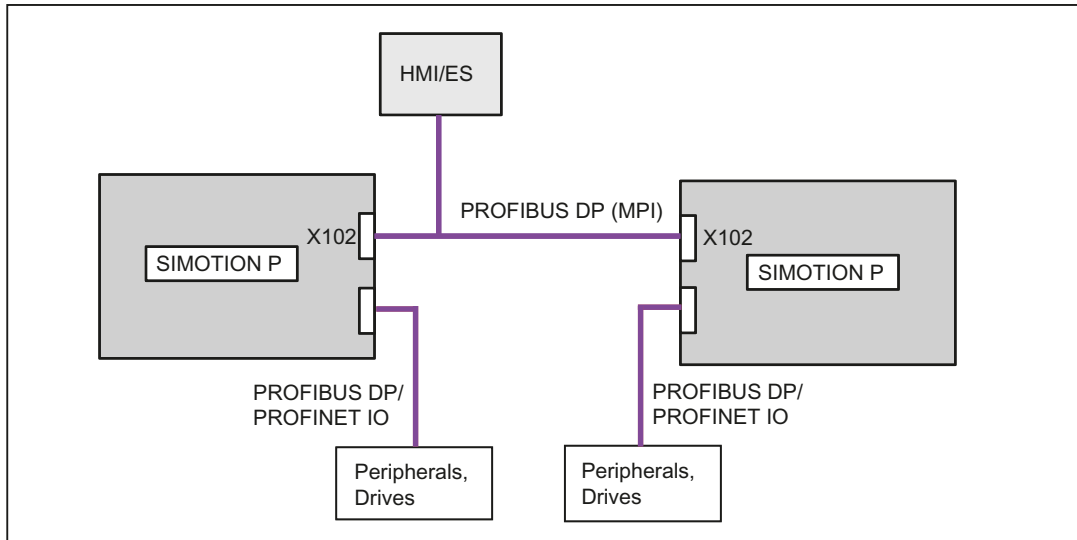 HMI/ES
PROFIBUS DP (MPI)
X102
X102
SIMOTION P
SIMOTION P
PROFIBUS DP/
PROFINET IO
PROFIBUS DP/
PROFINET IO
Peripherals,
Drives
Peripherals,
Drives